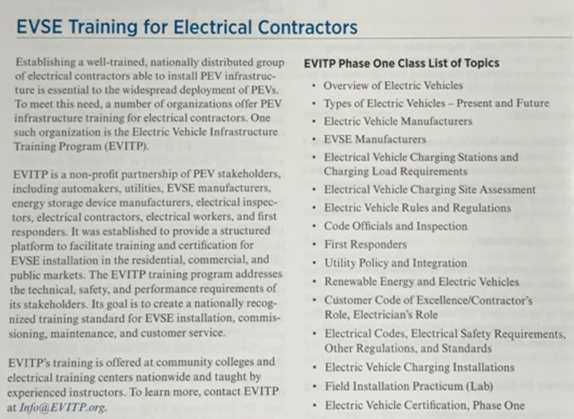 EVSE Training for Electrical Contractors
Establishing a well-trained, nationally distributed group
of electrical contractors able to install PEV infrastruc-
ture is essential to the widespread deployment of PEVs.
To meet this need, a number of organizations offer PEV
infrastructure training for electrical contractors. One
such organization is the Electric Vehicle Infrastructure
Training Program (EVITP).
EVITP is a non-profit partnership of PEV stakeholders,
including automakers, utilities, EVSE manufacturers,
energy storage device manufacturers, electrical inspec-
tors, electrical contractors, electrical workers, and first
responders. It was established to provide a structured
platform to facilitate training and certification for
EVSE installation in the residential, commercial, and
public markets. The EVITP training program addresses
the technical, safety, and performance requirements of
its stakeholders. Its goal is to create a nationally recog-
nized training standard for EVSE installation, commis-
sioning, maintenance, and customer service.
EVITP's training is offered at community colleges and
electrical training centers nationwide and taught by
experienced instructors. To learn more, contact EVITP
at Info@EVITP.org.
EVITP Phase One Class List of Topics
• Overview of Electric Vehicles
• Types of Electric Vehicles – Present and Future
• Electric Vehicle Manufacturers
• EVSE Manufacturers
• Electrical Vehicle Charging Stations and
Charging Load Requirements
• Electrical Vehicle Charging Site Assessment
• Electric Vehicle Rules and Regulations
• Code Officials and Inspection
• First Responders
• Utility Policy and Integration
• Renewable Energy and Electric Vehicles
• Customer Code of Excellence/Contractor's
Role, Electrician's Role
• Electrical Codes, Electrical Safety Requirements,
Other Regulations, and Standards
• Electric Vehicle Charging Installations
• Field Installation Practicum (Lab)
• Electric Vehicle Certification, Phase One